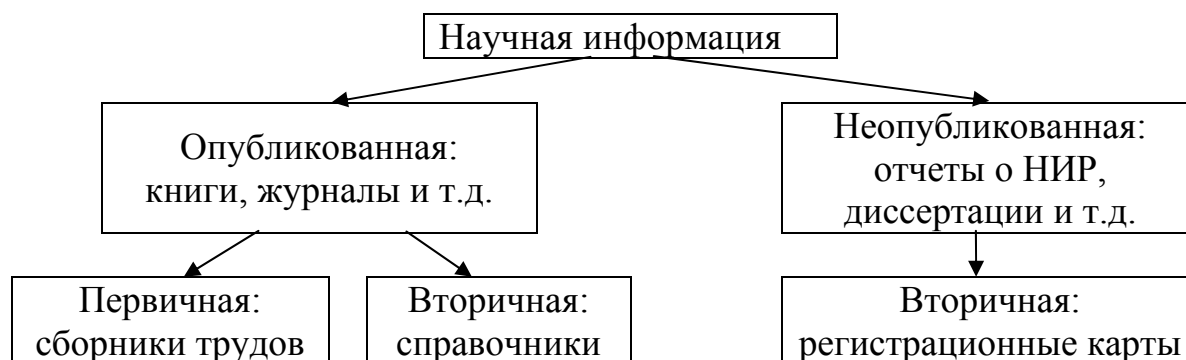 Научная информация
Опубликованная:
книги, журналы и т.д.
Неопубликованная:
отчеты о НИР,
диссертации и т.д.
Первичная:
сборники трудов
Вторичная:
справочники
Вторичная:
регистрационные карты